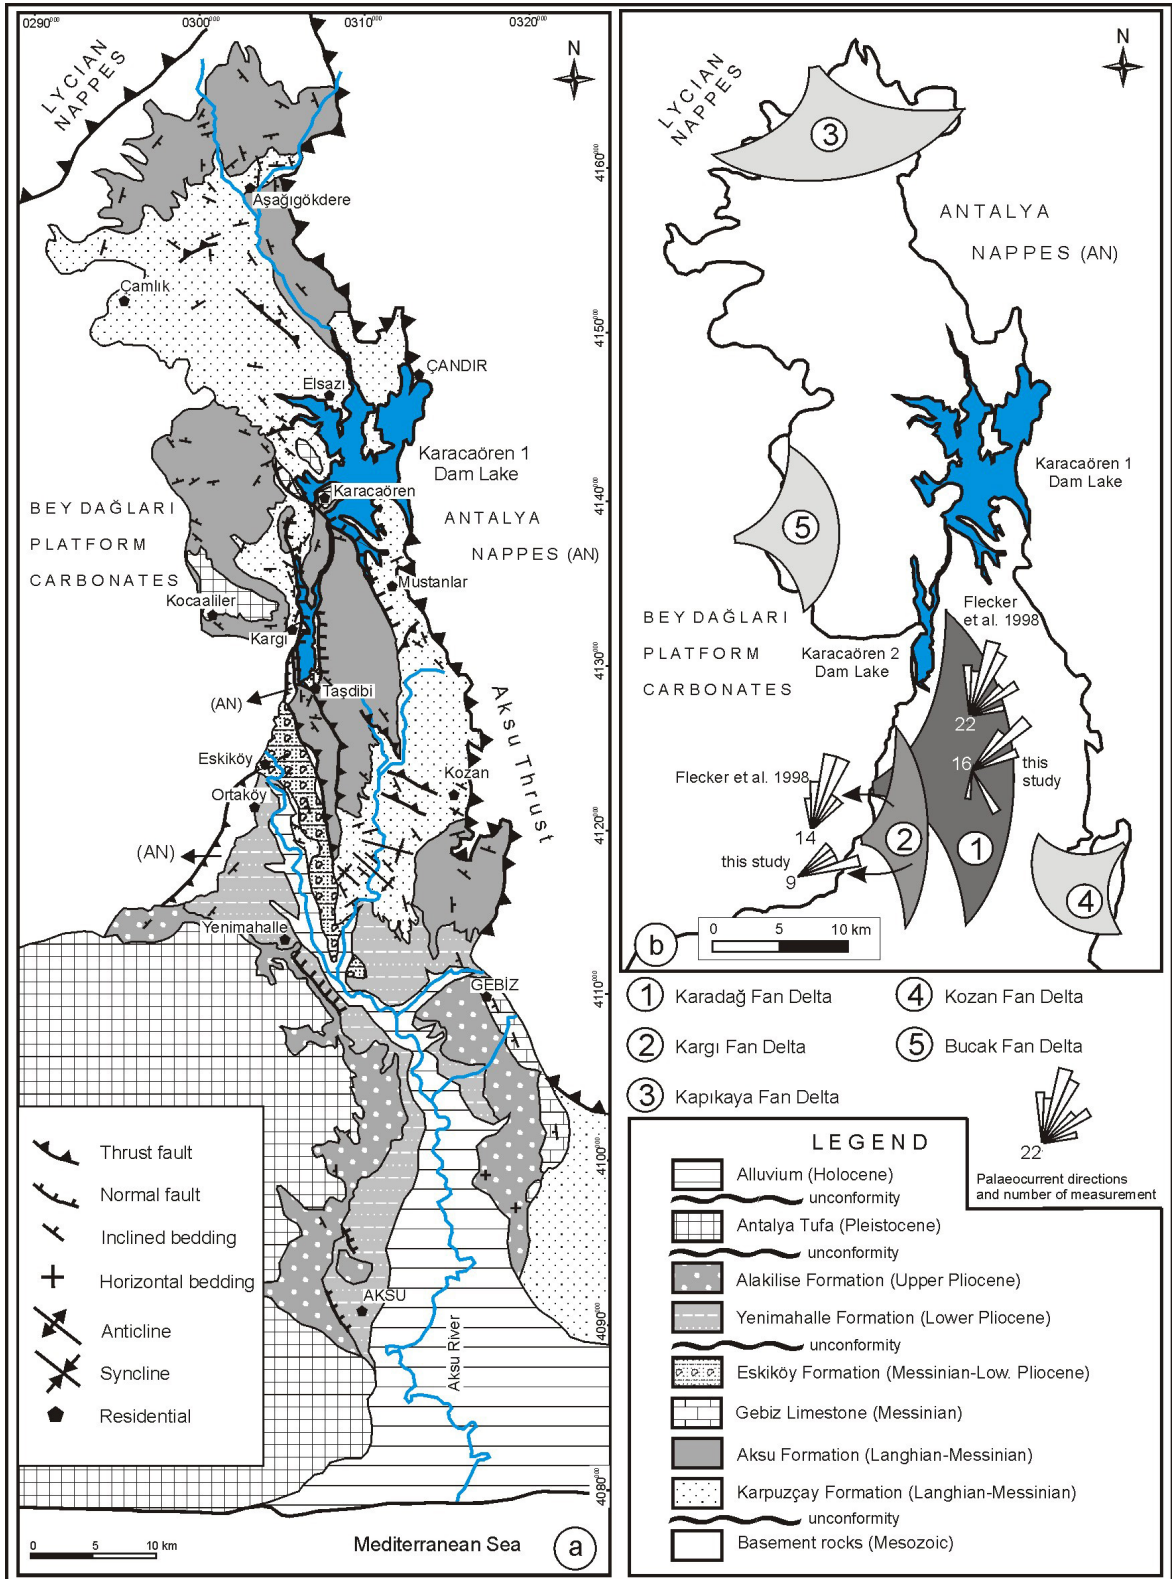 0290000
0300000
0310000
0320000
N
LYCIAN
NAPPES
4160000
Aşağıgökdere
Çamlık
4150000
ÇANDIR
Elsazı
Karacaören 1
Dam Lake
Karacaören
4140000
BEY DAĞLARI
PLATFORM
CARBONATES
ANTALYA
NAPPES (AN)
Mustanlar
Kocaaliler
Kargı
4130000
Taşdibi
(AN)
Aksu Thrust
Eskiköy
Kozan
Ortaköy
4120000
(AN)
Yenimahalle
GEBİZ
4110000
4100000
AKSU
Aksu River
4090000
4080000
Thrust fault
Normal fault
Inclined bedding
Horizontal bedding
Anticline
Syncline
Residential
0 5 10 km
Mediterranean Sea
a
N
LYCIAN
NAPPES
3
ANTALYA
NAPPES (AN)
Karacaören 1
Dam Lake
5
BEY DAĞLARI
PLATFORM
CARBONATES
Flecker
et al. 1998
Karacaören 2
Dam Lake
22
16
this
study
Flecker et al. 1998
14
this study
9
2
1
4
b
0 5 10 km
1 Karadağ Fan Delta
4 Kozan Fan Delta
2 Kargı Fan Delta
5 Bucak Fan Delta
3 Kapıkaya Fan Delta
22
Palaeocurrent directions
and number of measurement
LEGEND
Alluvium (Holocene)
unconformity
Antalya Tufa (Pleistocene)
unconformity
Alakilise Formation (Upper Pliocene)
Yenimahalle Formation (Lower Pliocene)
unconformity
Eskiköy Formation (Messinian-Low. Pliocene)
Gebiz Limestone (Messinian)
Aksu Formation (Langhian-Messinian)
Karpuzçay Formation (Langhian-Messinian)
unconformity
Basement rocks (Mesozoic)